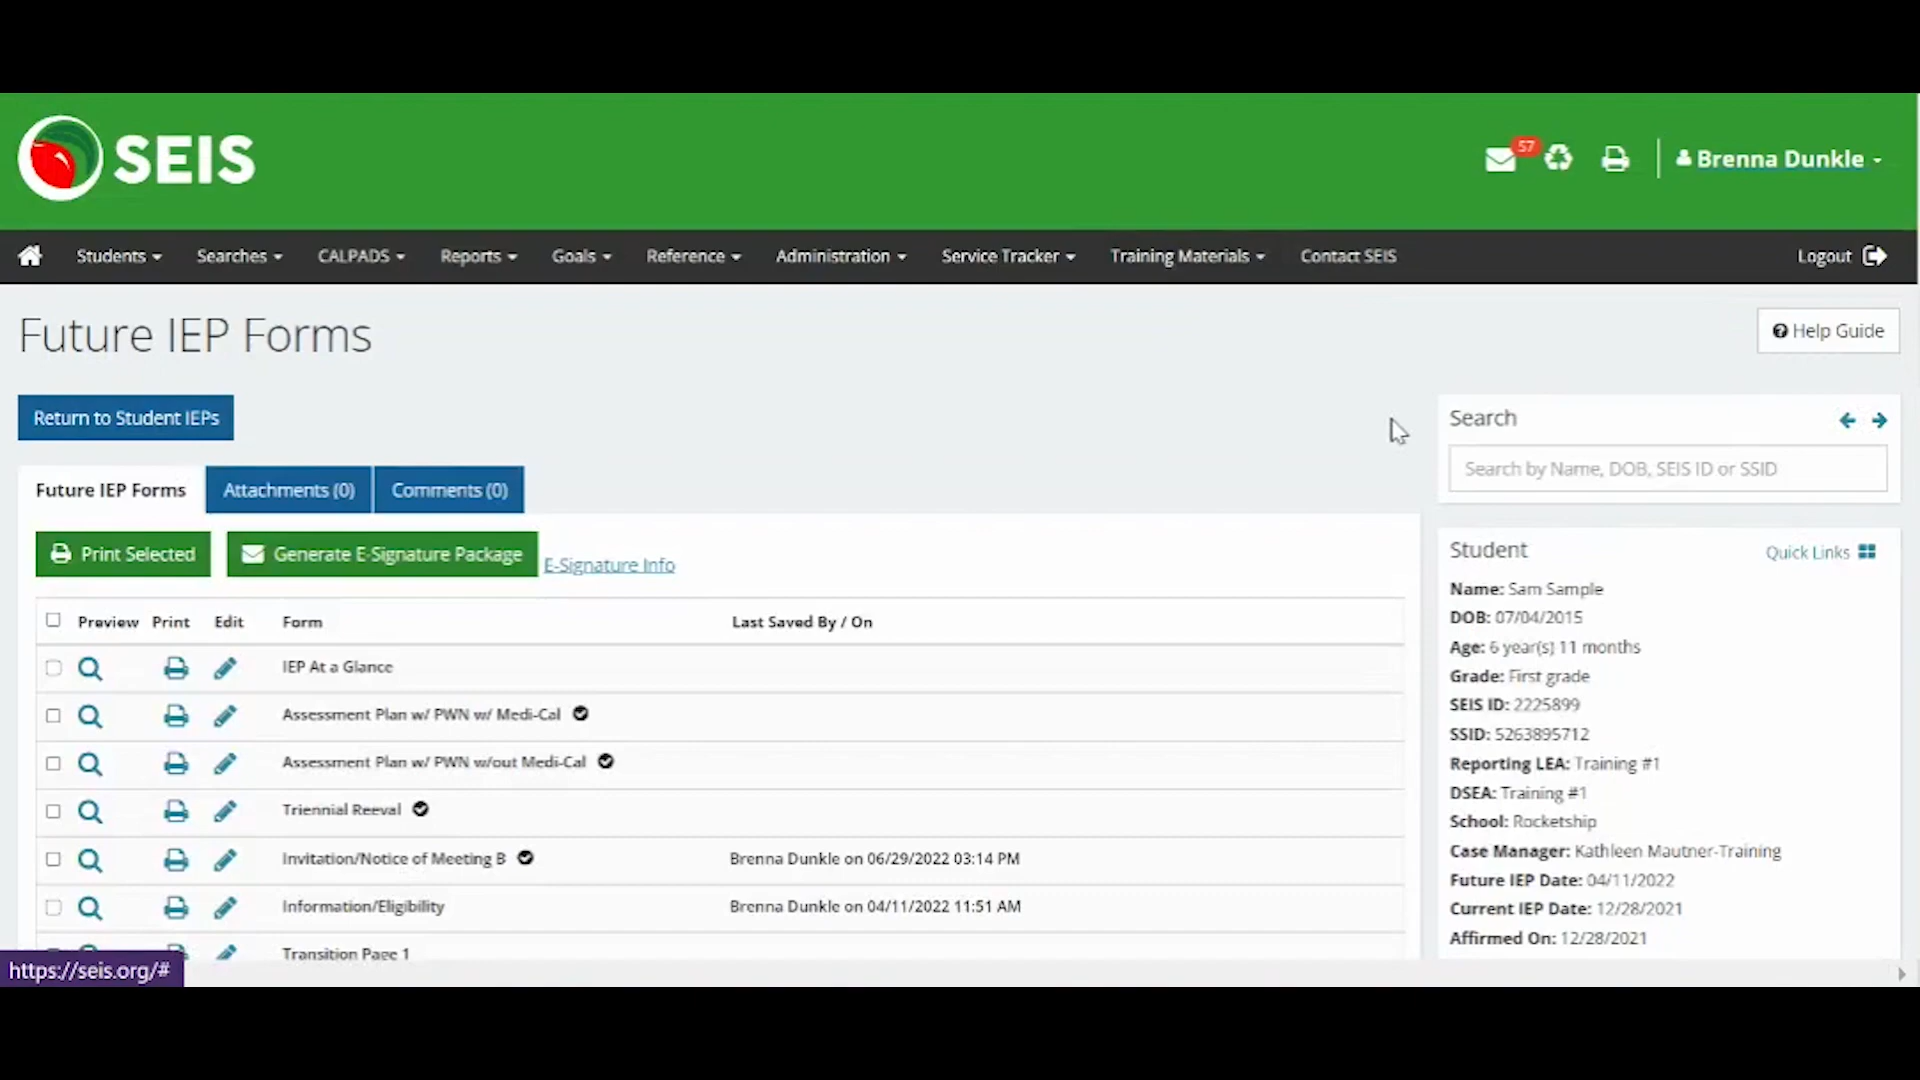 SEIS
57
Brenna Dunkle
Students
Searches
CALPADS
Reports
Goals
Reference
Administration
Service Tracker
Training Materials
Contact SEIS
Logout
Future IEP Forms
Help Guide
Return to Student IEPs
Future IEP Forms
Attachments (0)
Comments (0)
Print Selected
Generate E-Signature Package
E-Signature Info
Preview Print Edit Form Last Saved By / On
IEP At a Glance
Assessment Plan w/ PWN w/ Medi-Cal
Assessment Plan w/ PWN w/out Medi-Cal
Triennial Reeval
Invitation/Notice of Meeting B Brenna Dunkle on 06/29/2022 03:14 PM
Information/Eligibility Brenna Dunkle on 04/11/2022 11:51 AM
Transition Page 1
Search
Search by Name, DOB, SEIS ID or SSID
Student
Quick Links
Name: Sam Sample
DOB: 07/04/2015
Age: 6 year(s) 11 months
Grade: First grade
SEIS ID: 2225899
SSID: 5263895712
Reporting LEA: Training #1
DSEA: Training #1
School: Rocketship
Case Manager: Kathleen Mautner-Training
Future IEP Date: 04/11/2022
Current IEP Date: 12/28/2021
Affirmed On: 12/28/2021
https://seis.org/#